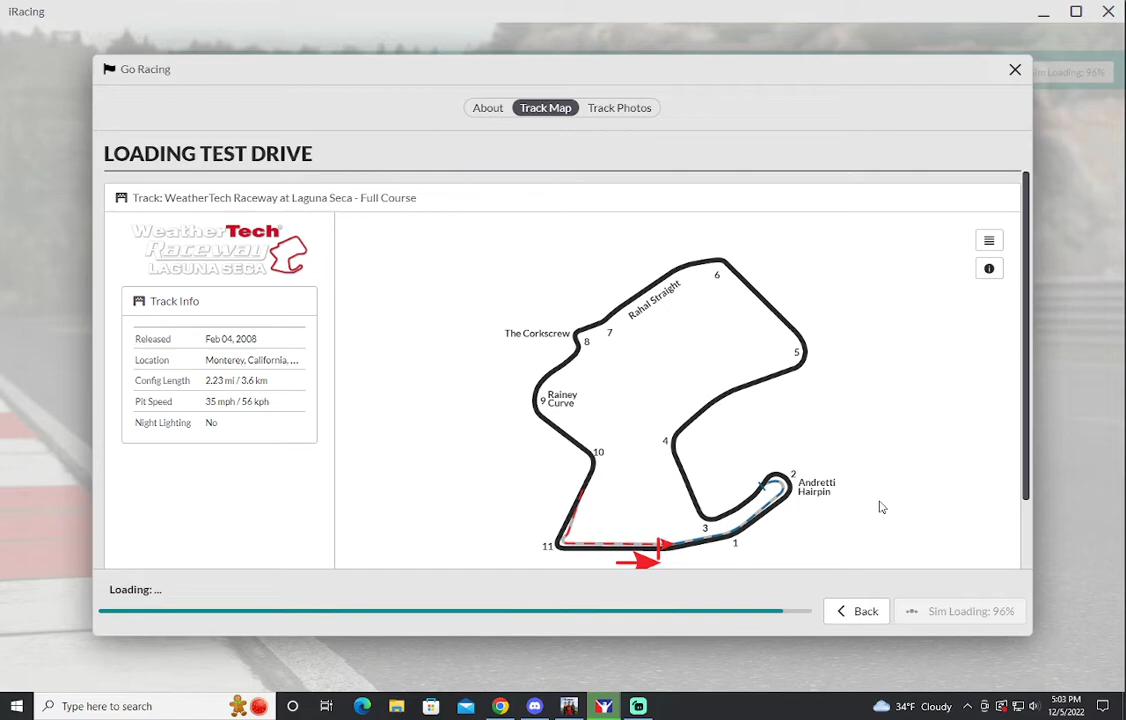 iRacing
Go Racing
Sim Loading: 96%
About
Track Map
Track Photos
LOADING TEST DRIVE
Track: WeatherTech Raceway at Laguna Seca - Full Course
WeatherTech
Raceway
LAGUNA SECA
Track Info
Released Feb 04, 2008
Location Monterey, California, ...
Config Length 2.23 mi / 3.6 km
Pit Speed 35 mph / 56 kph
Night Lighting No
6
Rahal Straight
The Corkscrew
7
8
5
9 Rainey
Curve
4
10
2
Andretti
Hairpin
3
1
11
Loading: ...
Back
Sim Loading: 96%
Type here to search
34°F Cloudy
5:03 PM
12/5/2022